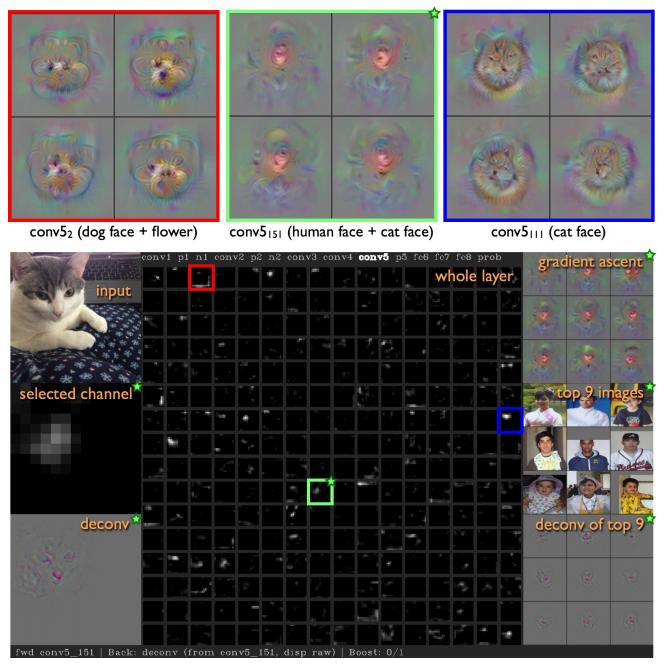 conv5₂ (dog face + flower)
conv5₁₅₁ (human face + cat face)
conv5₁₁₁ (cat face)
conv1 p1 n1 conv2 p2 n2 conv3 conv4 conv5 p5 fc6 fc7 fc8 prob
whole layer
gradient ascent
input
selected channel
top 9 images
deconv
deconv of top 9
fwd conv5_151 | Back: deconv (from conv5_151, disp raw) | Boost: 0/1